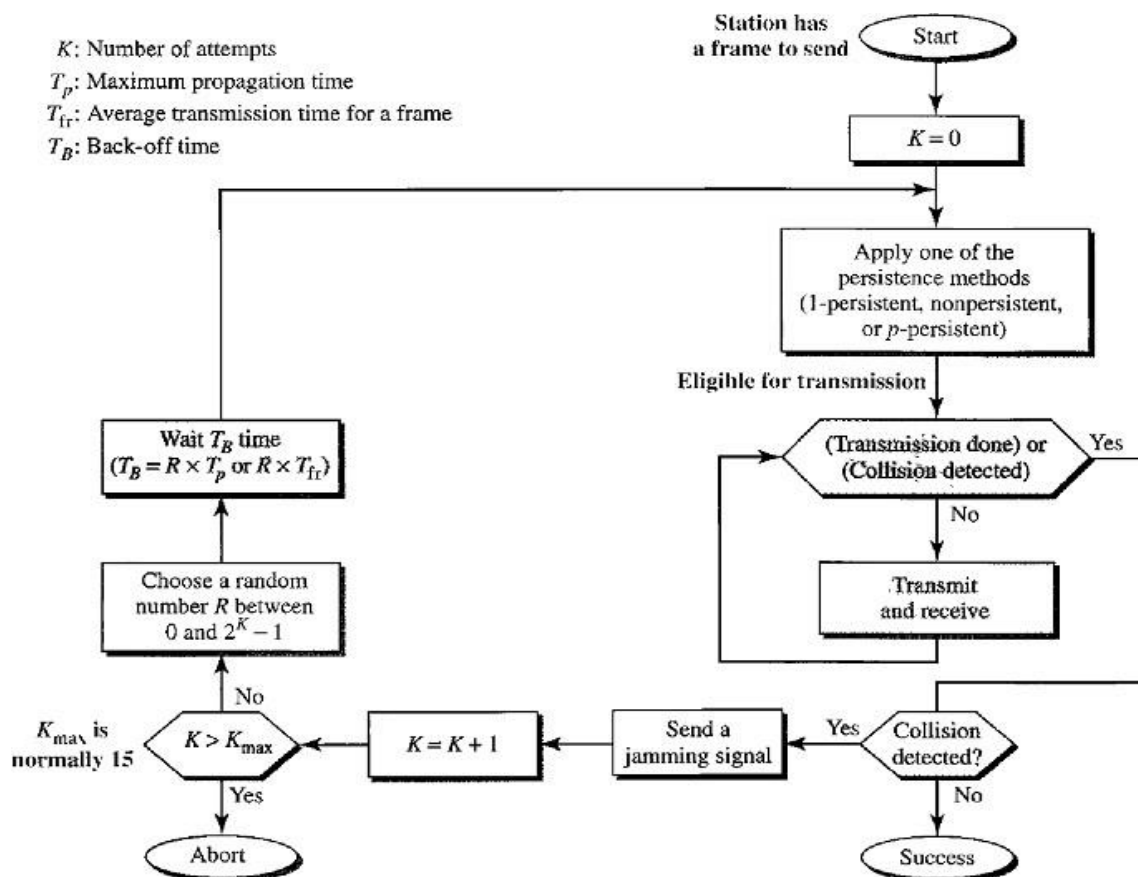 K: Number of attempts
Tp: Maximum propagation time
Tfr: Average transmission time for a frame
TB: Back-off time
Station has
a frame to send
Start
K = 0
Apply one of the
persistence methods
(1-persistent, nonpersistent,
or p-persistent)
Eligible for transmission
(Transmission done) or
(Collision detected)
Yes
No
Transmit
and receive
Wait TB time
(TB = R × Tp or R × Tfr)
Choose a random
number R between
0 and 2^K − 1
No
Kmax is
normally 15
K > Kmax
Yes
Abort
K = K + 1
Send a
jamming signal
Yes
Collision
detected?
No
Success